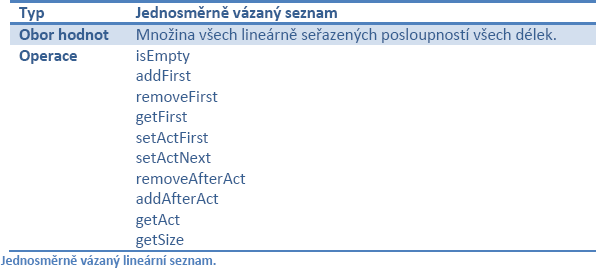 Typ Jednosměrně vázaný seznam
Obor hodnot Množina všech lineárně seřazených posloupností všech délek.
Operace isEmpty
addFirst
removeFirst
getFirst
setActFirst
setActNext
removeAfterAct
addAfterAct
getAct
getSize
Jednosměrně vázaný lineární seznam.